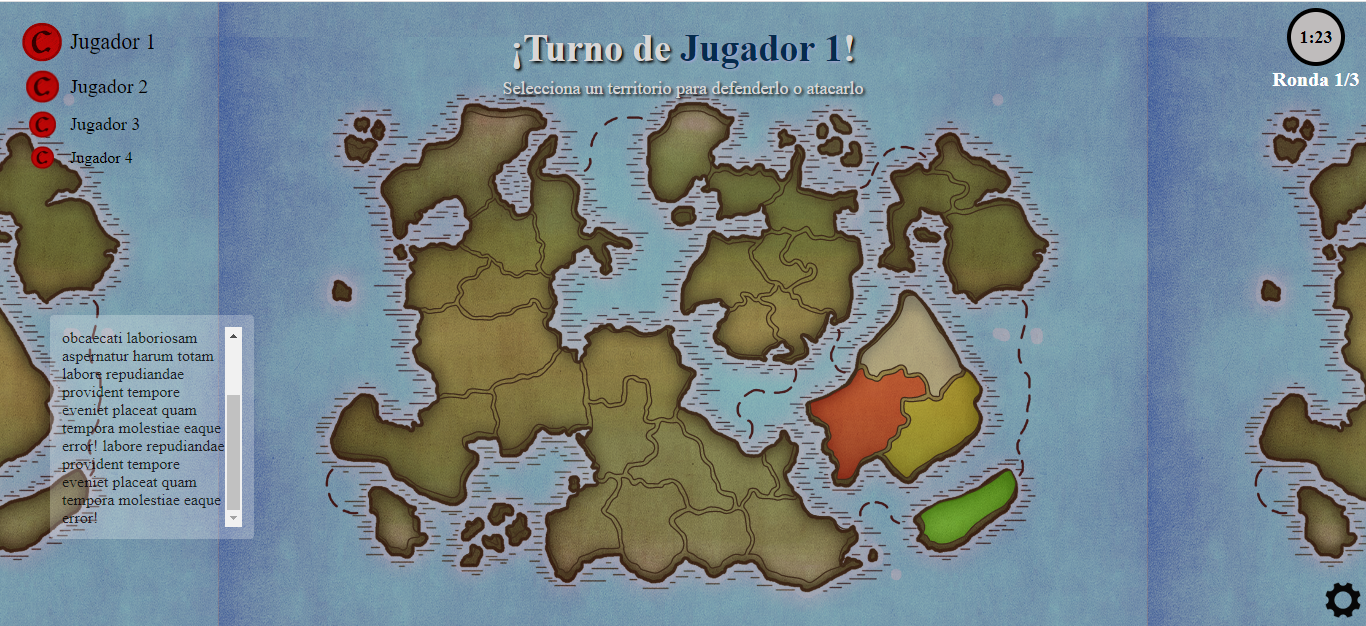 ¡Turno de Jugador 1!
Selecciona un territorio para defenderlo o atacarlo
C Jugador 1
C Jugador 2
C Jugador 3
C Jugador 4
1:23
Ronda 1/3
obcaecati laboriosam
aspernatur harum totam
labore repudiandae
provident tempore
eveniet placeat quam
tempora molestiae eaque
error! labore repudiandae
provident tempore
eveniet placeat quam
tempora molestiae eaque
error!